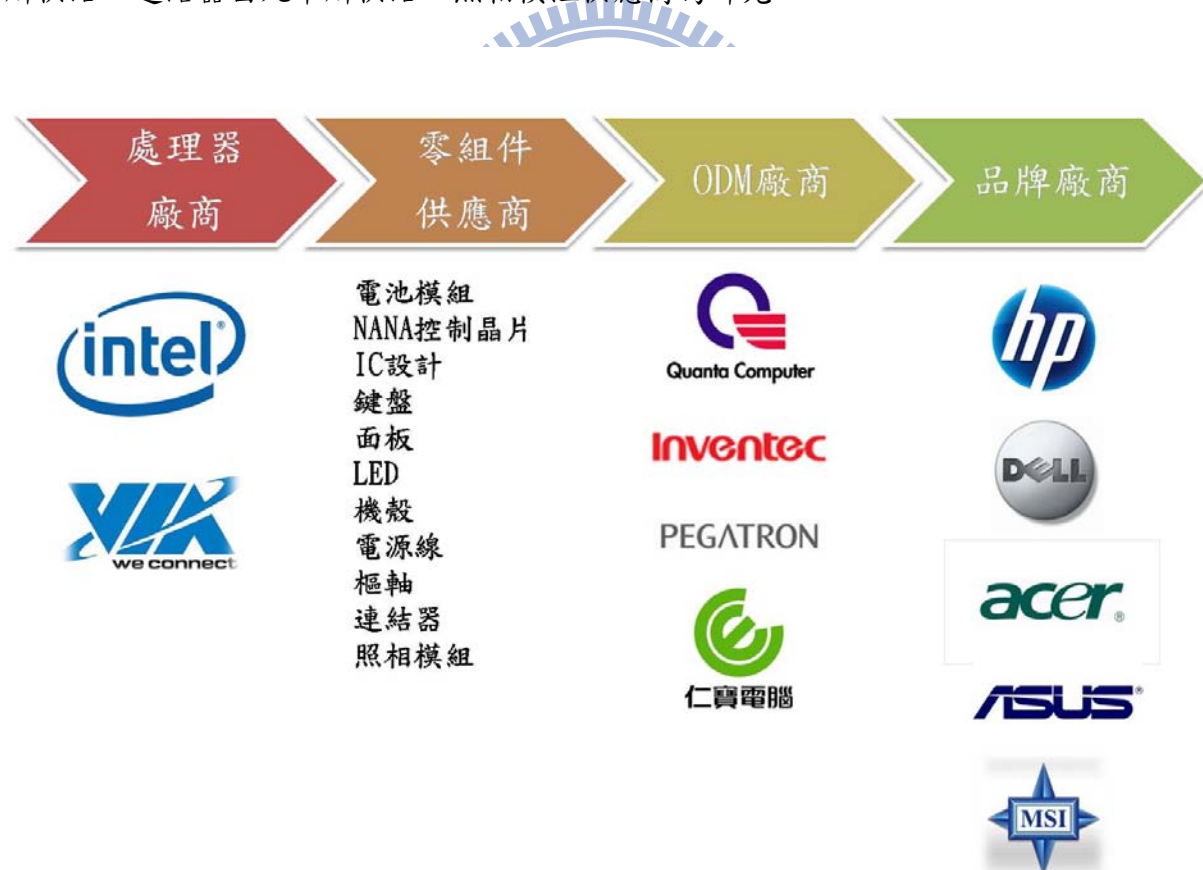 處理器
廠商
零組件
供應商
ODM廠商
品牌廠商
intel®
VIA
we connect
電池模組
NANA控制晶片
IC設計
鍵盤
面板
LED
機殼
電源線
樞軸
連結器
照相模組
Quanta Computer
Inventec
PEGATRON
仁寶電腦
hp
DELL
acer®
ASUS®
MSI